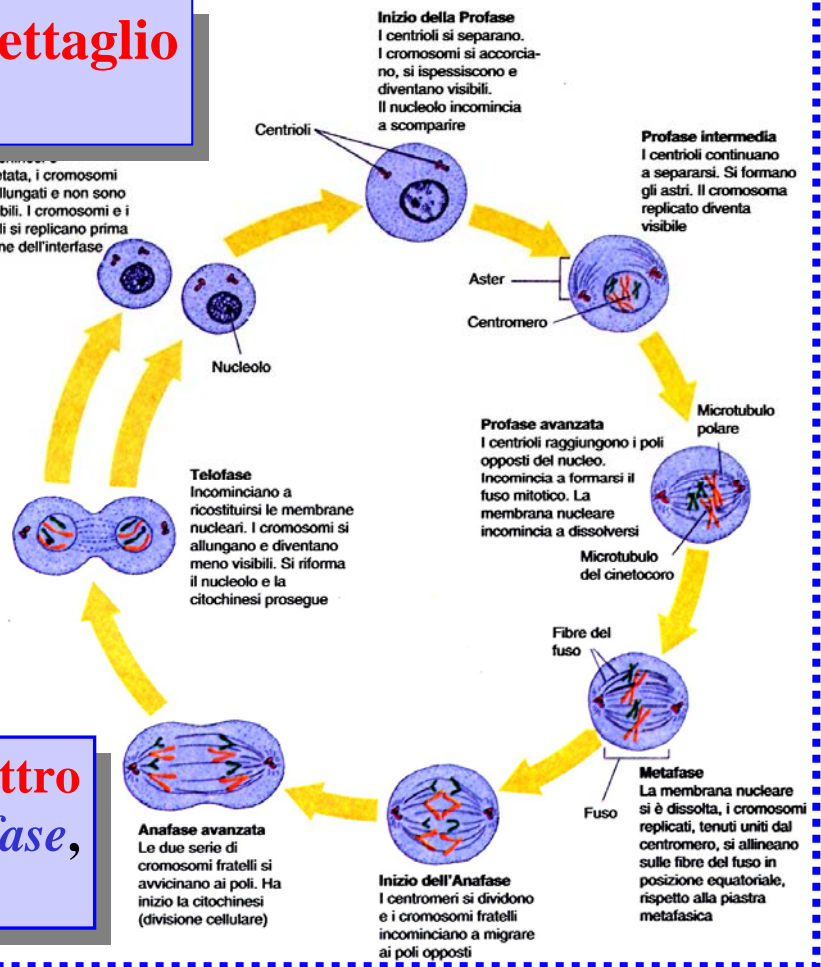 ettaglio
Inizio della Profase
I centrioli si separano.
I cromosomi si accorcia-
no, si ispessiscono e
diventano visibili.
Il nucleolo incomincia
a scomparire
Centrioli
Profase intermedia
I centrioli continuano
a separarsi. Si formano
gli astri. Il cromosoma
replicato diventa
visibile
etata, i cromosomi
llungati e non sono
bili. I cromosomi e i
li si replicano prima
ne dell'interfase
Aster
Centromero
Nucleolo
Microtubulo
polare
Profase avanzata
I centrioli raggiungono i poli
opposti del nucleo.
Incomincia a formarsi il
fuso mitotico. La
membrana nucleare
incomincia a dissolversi
Microtubulo
del cinetocoro
Telofase
Incominciano a
ricostituirsi le membrane
nucleari. I cromosomi si
allungano e diventano
meno visibili. Si riforma
il nucleolo e la
citochinesi prosegue
Fibre del
fuso
Fuso
Metafase
La membrana nucleare
si è dissolta, i cromosomi
replicati, tenuti uniti dal
centromero, si allineano
sulle fibre del fuso in
posizione equatoriale,
rispetto alla piastra
metafasica
ttro
fase,
Anafase avanzata
Le due serie di
cromosomi fratelli si
avvicinano ai poli. Ha
inizio la citochinesi
(divisione cellulare)
Inizio dell'Anafase
I centromeri si dividono
e i cromosomi fratelli
incominciano a migrare
ai poli opposti